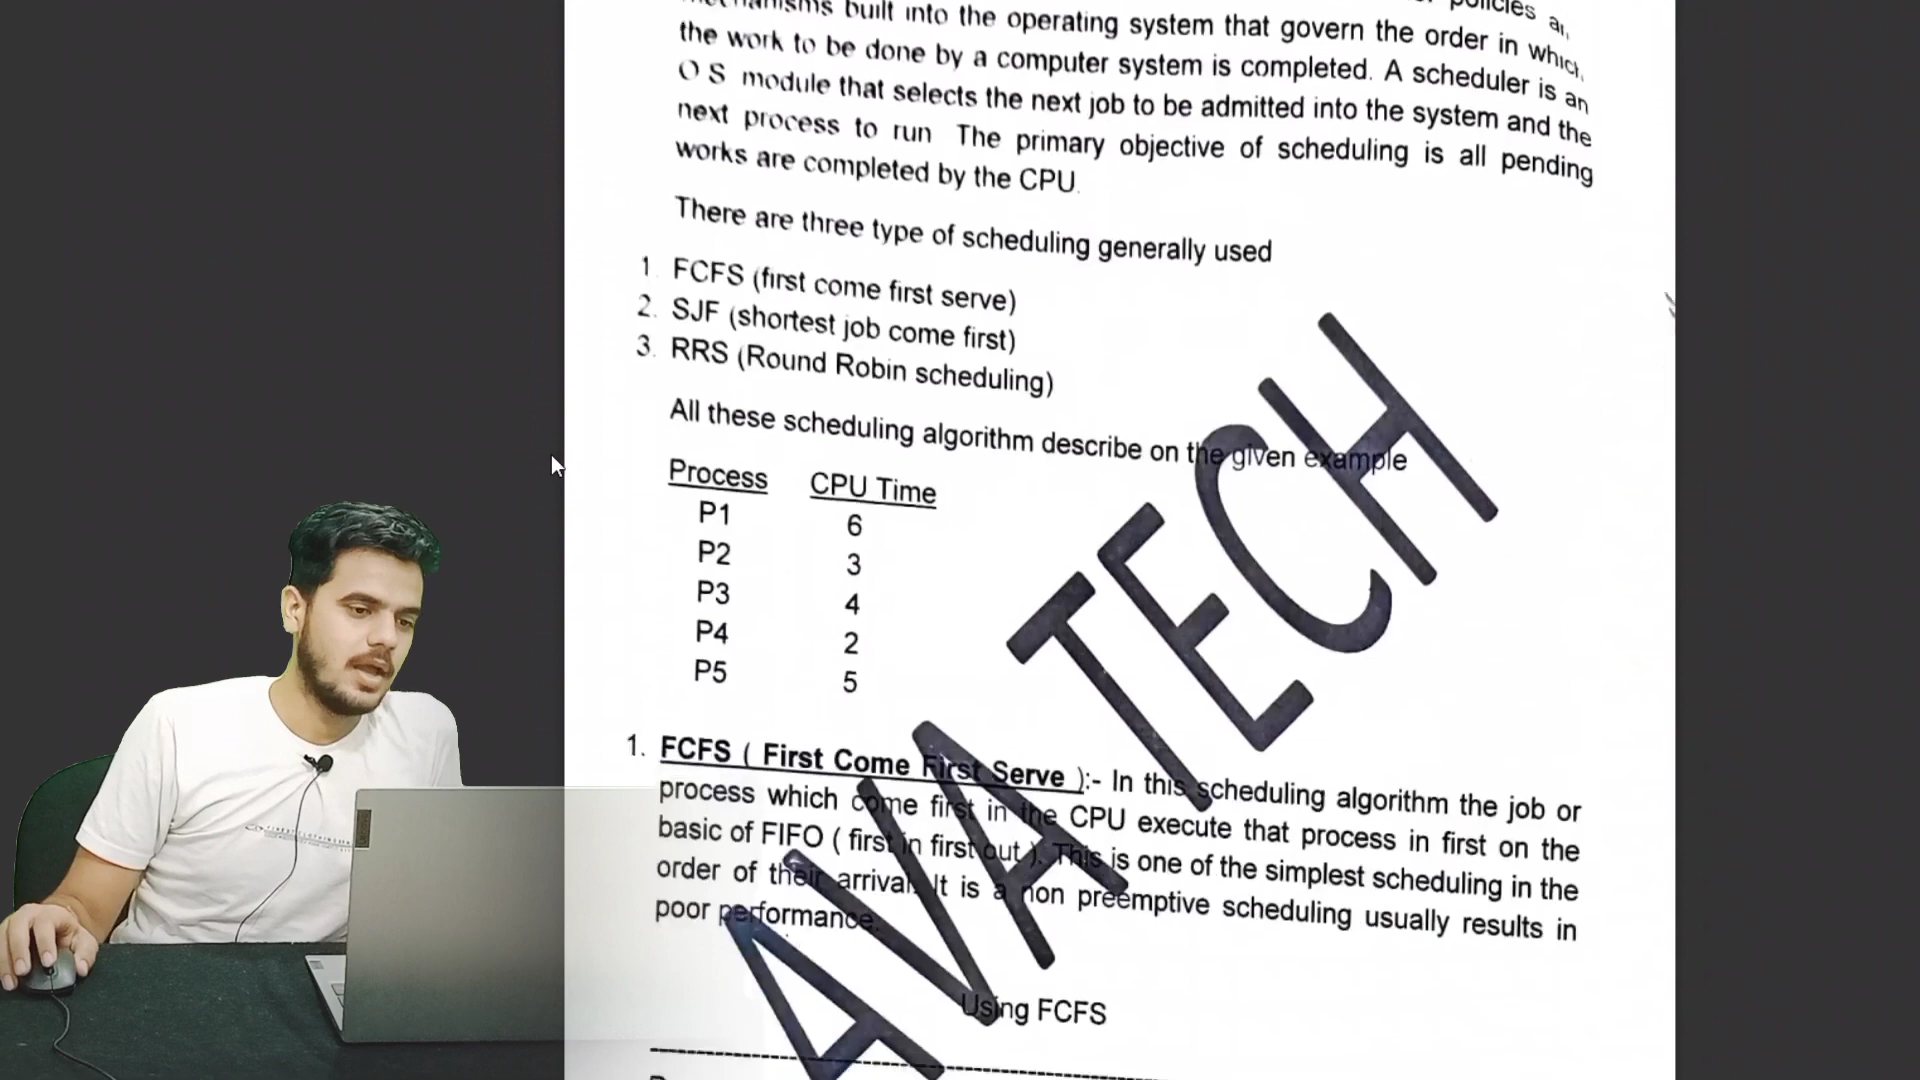 policies
mechanisms built into the operating system that govern the order in which
the work to be done by a computer system is completed. A scheduler is an
O S module that selects the next job to be admitted into the system and the
next process to run The primary objective of scheduling is all pending
works are completed by the CPU.
There are three type of scheduling generally used
1. FCFS (first come first serve)
2. SJF (shortest job come first)
3. RRS (Round Robin scheduling)
All these scheduling algorithm describe on the given example
Process CPU Time
P1 6
P2 3
P3 4
P4 2
P5 5
1. FCFS ( First Come First Serve ):- In this scheduling algorithm the job or
process which come first in the CPU execute that process in first on the
basic of FIFO ( first in first out ). This is one of the simplest scheduling in the
order of their arrival. It is a non preemptive scheduling usually results in
poor performance.
Using FCFS
AVATECH